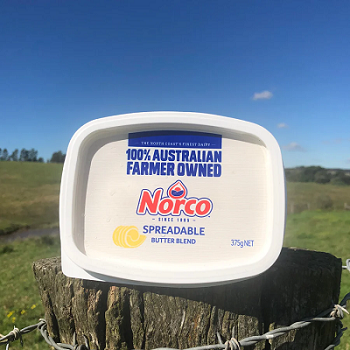 THE NORTH COAST'S FINEST DAIRY
100% AUSTRALIAN
FARMER OWNED
Norco
SINCE 1895
SPREADABLE
BUTTER BLEND
375g NET